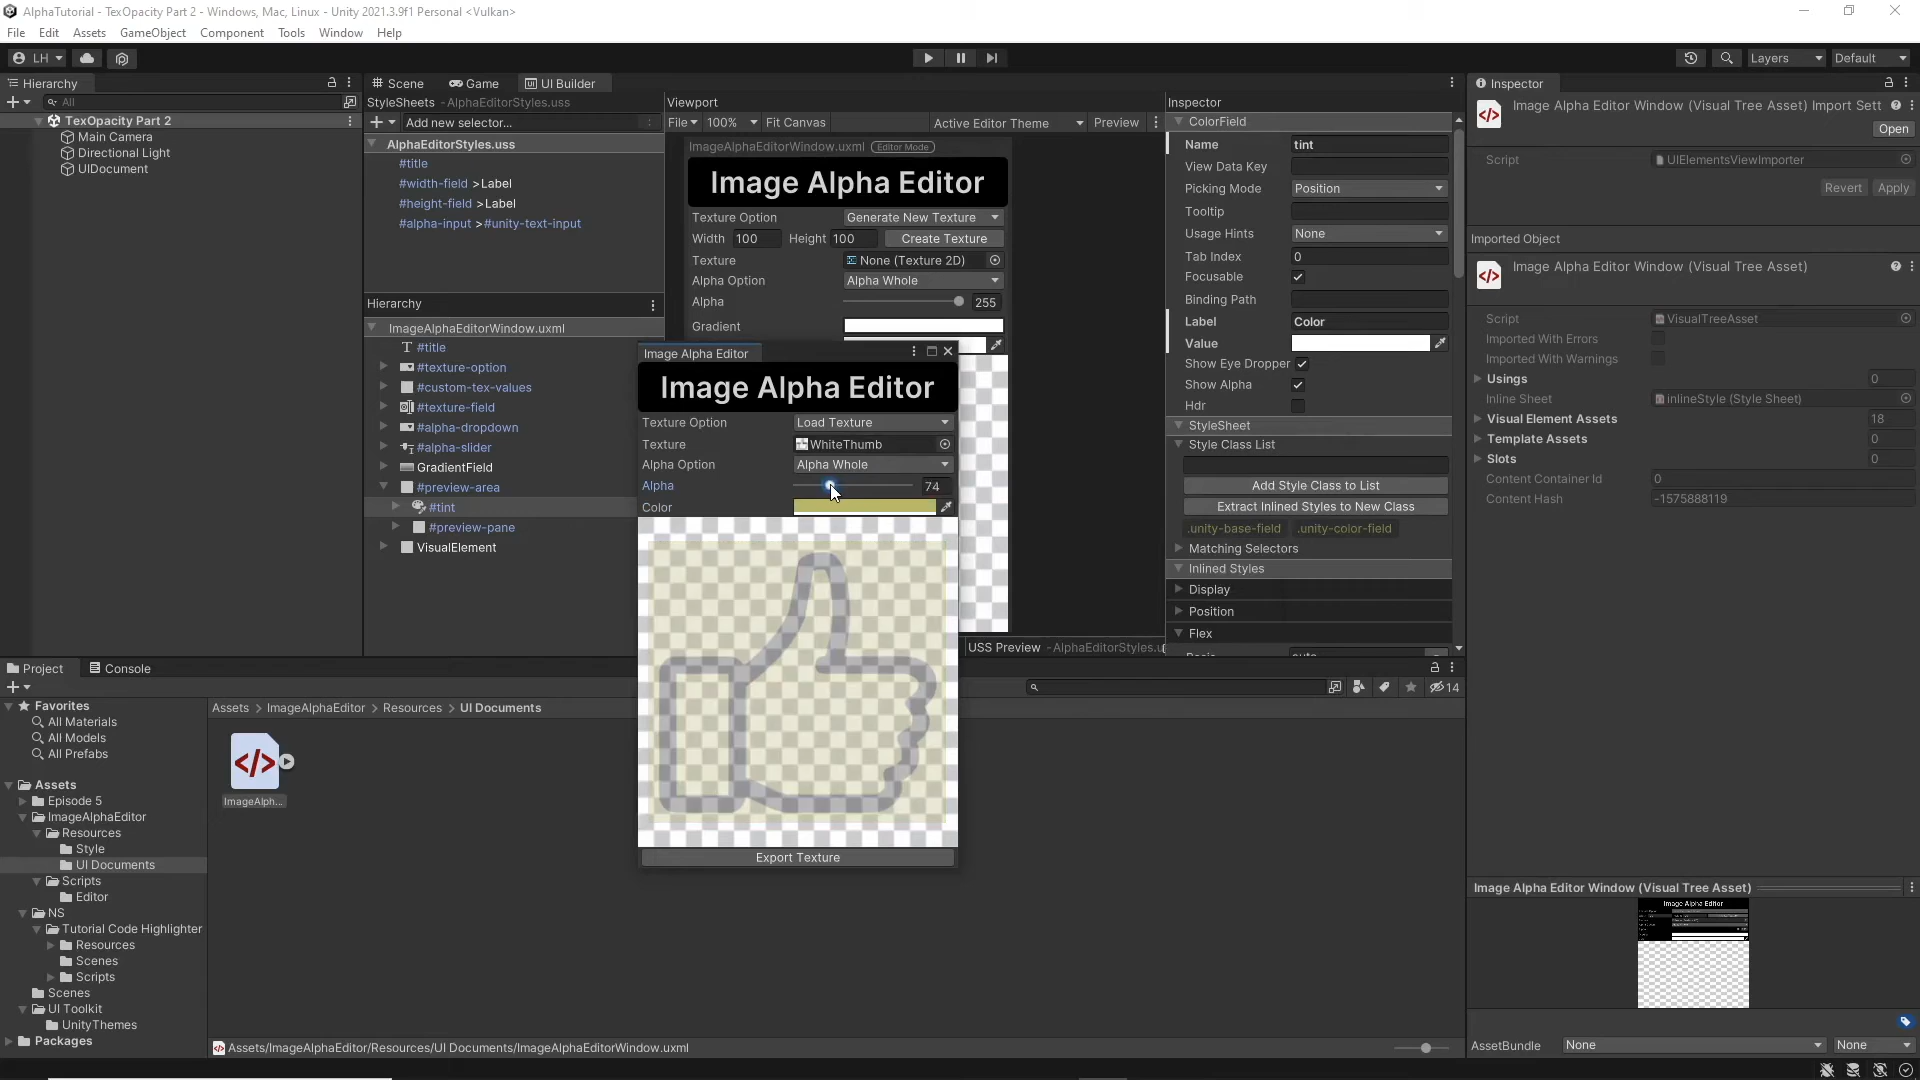 AlphaTutorial - TexOpacity Part 2 - Windows, Mac, Linux - Unity 2021.3.9f1 Personal <Vulkan>
File Edit Assets GameObject Component Tools Window Help
LH Layers Default
Hierarchy
All
TexOpacity Part 2
Main Camera
Directional Light
UIDocument
Scene Game UI Builder
StyleSheets - AlphaEditorStyles.uss
Add new selector...
AlphaEditorStyles.uss
#title
#width-field >Label
#height-field >Label
#alpha-input >#unity-text-input
Hierarchy
ImageAlphaEditorWindow.uxml
#title
#texture-option
#custom-tex-values
#texture-field
#alpha-dropdown
#alpha-slider
GradientField
#preview-area
#tint
#preview-pane
VisualElement
Viewport
File 100% Fit Canvas Active Editor Theme Preview
ImageAlphaEditorWindow.uxml Editor Mode
Image Alpha Editor
Texture Option Generate New Texture
Width 100 Height 100 Create Texture
Texture None (Texture 2D)
Alpha Option Alpha Whole
Alpha 255
Gradient
Image Alpha Editor
Image Alpha Editor
Texture Option Load Texture
Texture WhiteThumb
Alpha Option Alpha Whole
Alpha 74
Color
Export Texture
USS Preview - AlphaEditorStyles.u
Inspector
ColorField
Name tint
View Data Key
Picking Mode Position
Tooltip
Usage Hints None
Tab Index 0
Focusable
Binding Path
Label Color
Value
Show Eye Dropper
Show Alpha
Hdr
StyleSheet
Style Class List
Add Style Class to List
Extract Inlined Styles to New Class
.unity-base-field .unity-color-field
Matching Selectors
Inlined Styles
Display
Position
Flex
Inspector
Image Alpha Editor Window (Visual Tree Asset) Import Sett
Open
Script UIElementsViewImporter
Revert Apply
Imported Object
Image Alpha Editor Window (Visual Tree Asset)
Script VisualTreeAsset
Imported With Errors
Imported With Warnings
Usings 0
Inline Sheet inlineStyle (Style Sheet)
Visual Element Assets 18
Template Assets 0
Slots 0
Content Container Id 0
Content Hash -1575888119
Image Alpha Editor Window (Visual Tree Asset)
Image Alpha Editor
AssetBundle None None
Project Console
14
Favorites
All Materials
All Models
All Prefabs
Assets
Episode 5
ImageAlphaEditor
Resources
Style
UI Documents
Scripts
Editor
NS
Tutorial Code Highlighter
Resources
Scenes
Scripts
Scenes
UI Toolkit
UnityThemes
Packages
Assets > ImageAlphaEditor > Resources > UI Documents
ImageAlph...
Assets/ImageAlphaEditor/Resources/UI Documents/ImageAlphaEditorWindow.uxml